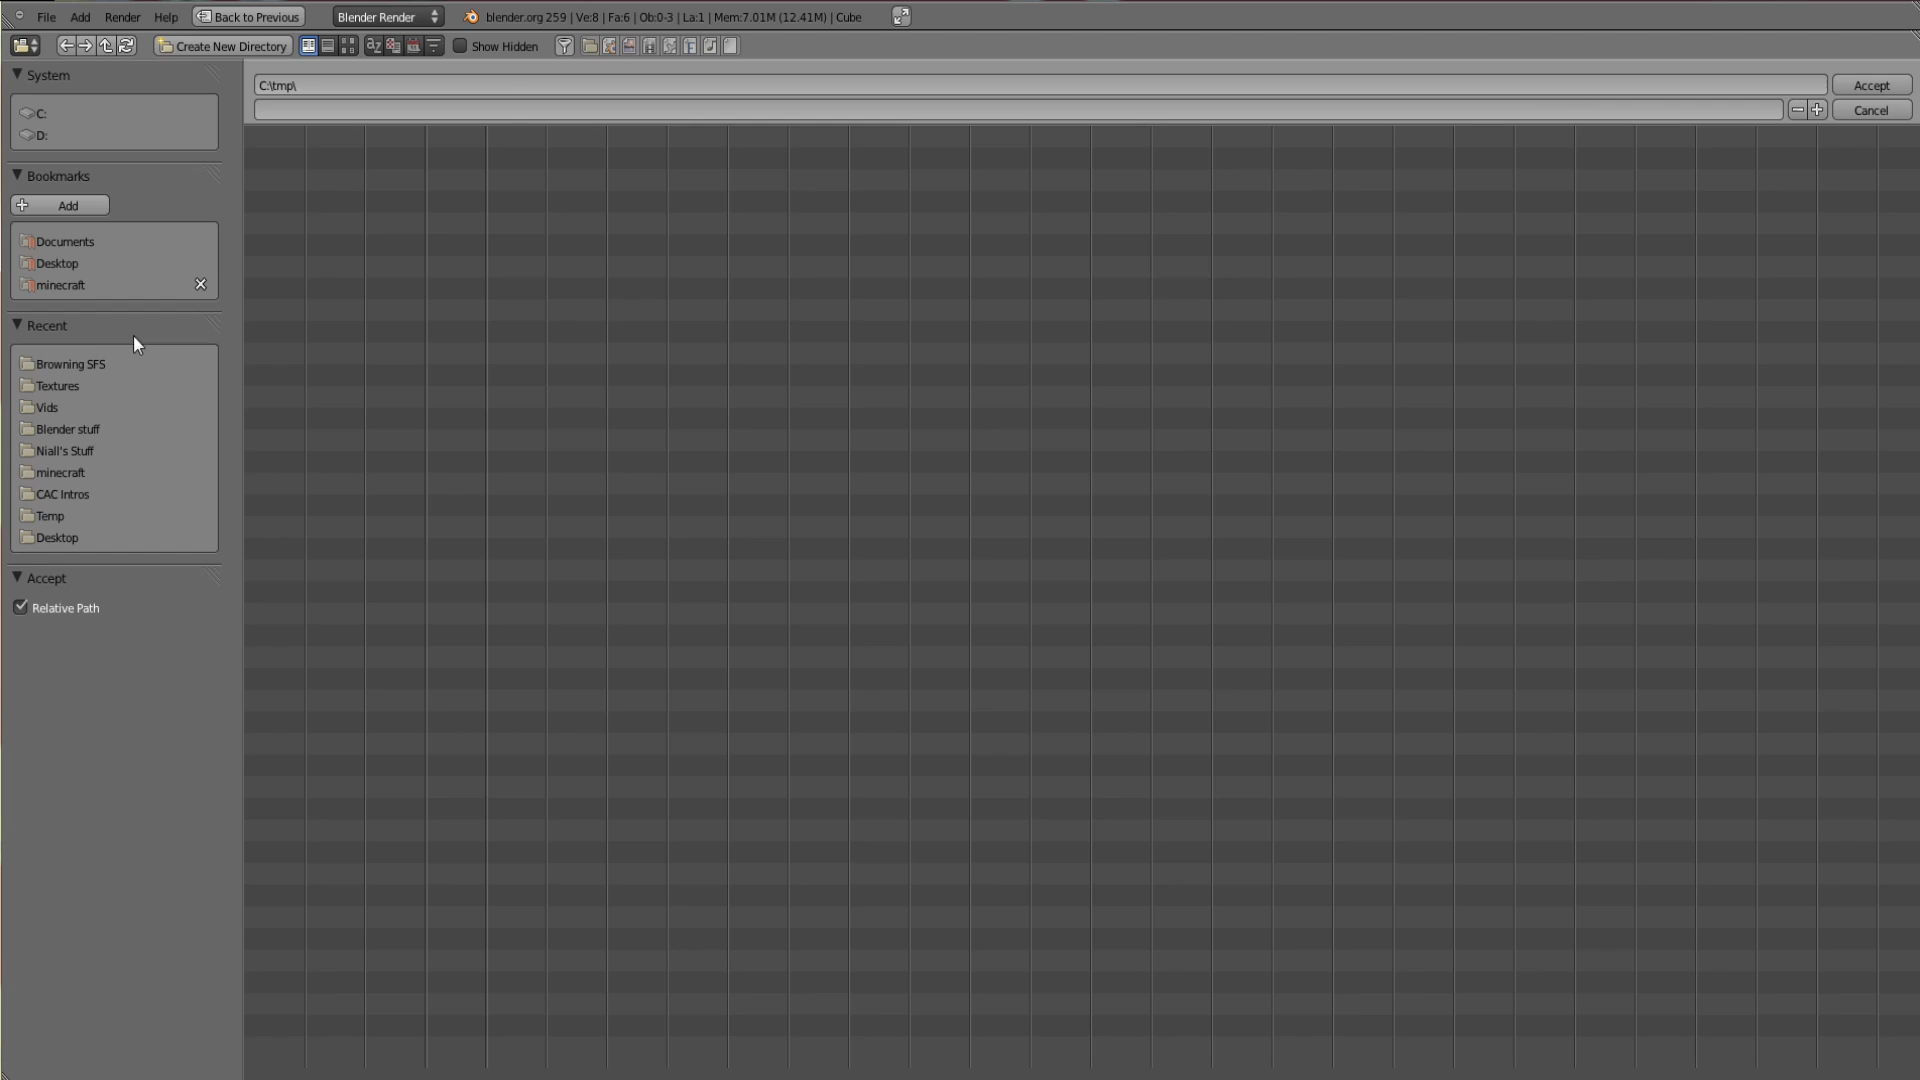 File Add Render Help Back to Previous Blender Render blender.org 259 | Ve:8 | Fa:6 | Ob:0-3 | La:1 | Mem:7.01M (12.41M) | Cube
Create New Directory Show Hidden
System
C:
D:
Bookmarks
Add
Documents
Desktop
minecraft
Recent
Browning SFS
Textures
Vids
Blender stuff
Niall's Stuff
minecraft
CAC Intros
Temp
Desktop
Accept
Relative Path
C:\tmp\
Accept
Cancel